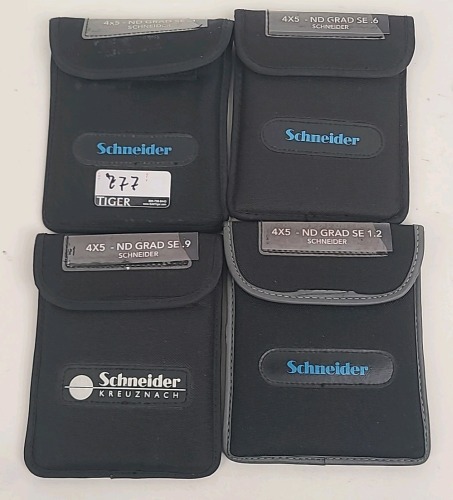 4X5 - ND GRAD SE
SCHNEIDER
Schneider
277
TIGER
4X5 - ND GRAD SE .6
SCHNEIDER
Schneider
4X5 - ND GRAD SE .9
SCHNEIDER
Schneider
KREUZNACH
4X5 - ND GRAD SE 1.2
SCHNEIDER
Schneider